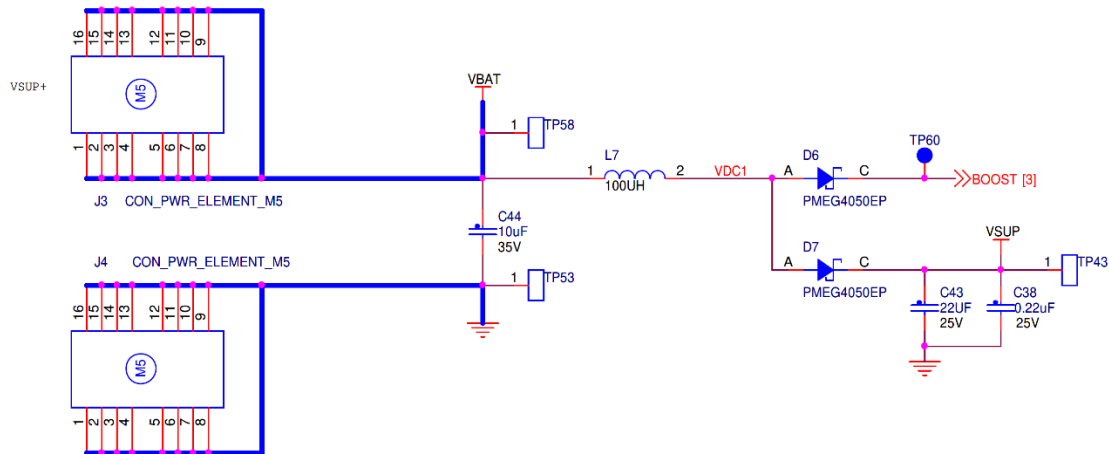 16
15
14
13
12
11
10
9
VSUP+
M5
1
2
3
4
5
6
7
8
J3 CON_PWR_ELEMENT_M5
VBAT
1
TP58
L7
1
2
100UH
VDC1
A
D6
C
PMEG4050EP
TP60
BOOST [3]
C44
10uF
35V
A
D7
C
PMEG4050EP
VSUP
1
TP43
C43
22UF
25V
C38
0.22uF
25V
J4 CON_PWR_ELEMENT_M5
1
TP53
16
15
14
13
12
11
10
9
M5
1
2
3
4
5
6
7
8